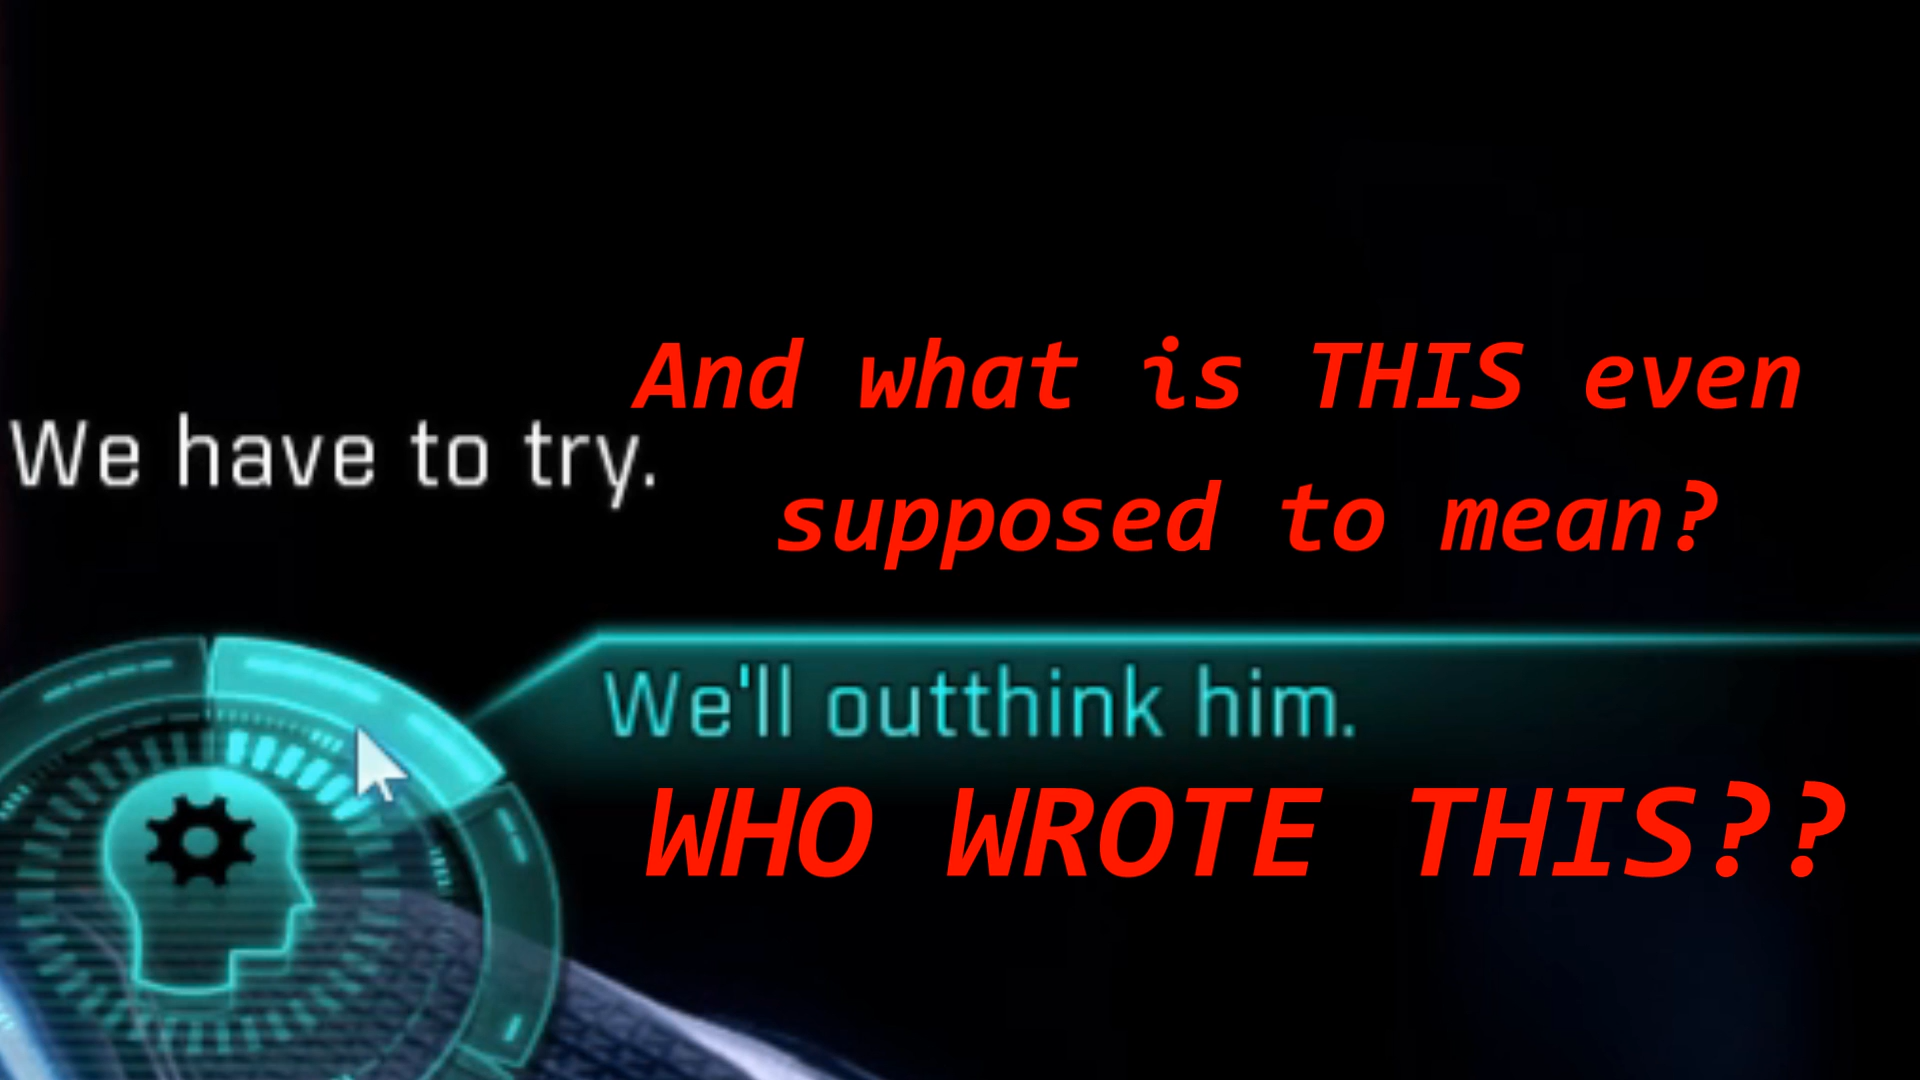 And what is THIS even
We have to try.
supposed to mean?
We'll outthink him.
WHO WROTE THIS??